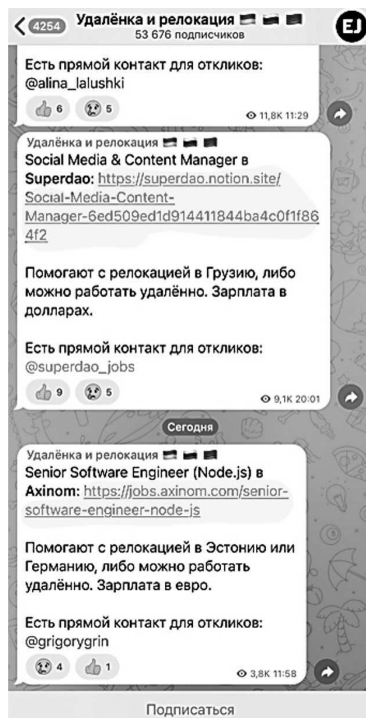 4254
Удалёнка и релокация
53 676 подписчиков
EJ
Есть прямой контакт для откликов:
@alina_lalushki
6 5
11,8K 11:29
Удалёнка и релокация
Social Media & Content Manager в
Superdao: https://superdao.notion.site/
Social-Media-Content-
Manager-6ed509ed1d914411844ba4c0f1f86
4f2
Помогают с релокацией в Грузию, либо
можно работать удалённо. Зарплата в
долларах.
Есть прямой контакт для откликов:
@superdao_jobs
9 5
9,1K 20:01
Сегодня
Удалёнка и релокация
Senior Software Engineer (Node.js) в
Axinom: https://jobs.axinom.com/senior-
software-engineer-node-js
Помогают с релокацией в Эстонию или
Германию, либо можно работать
удалённо. Зарплата в евро.
Есть прямой контакт для откликов:
@grigorygrin
4 1
3,8K 11:58
Подписаться